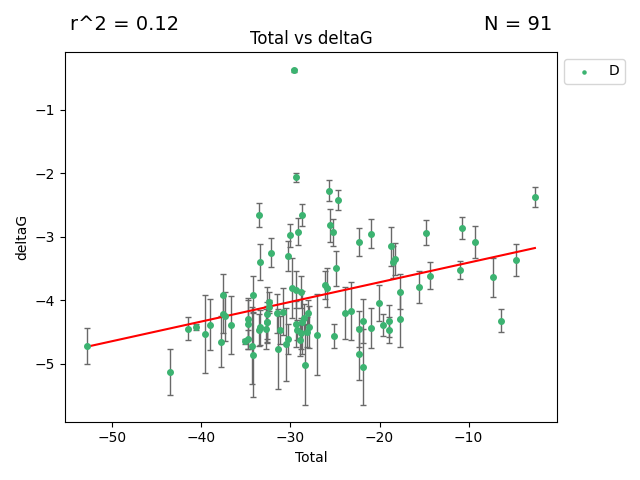 r^2 = 0.12
N = 91
Total vs deltaG
D
−1
−2
−3
−4
−5
deltaG
−50
−40
−30
−20
−10
Total